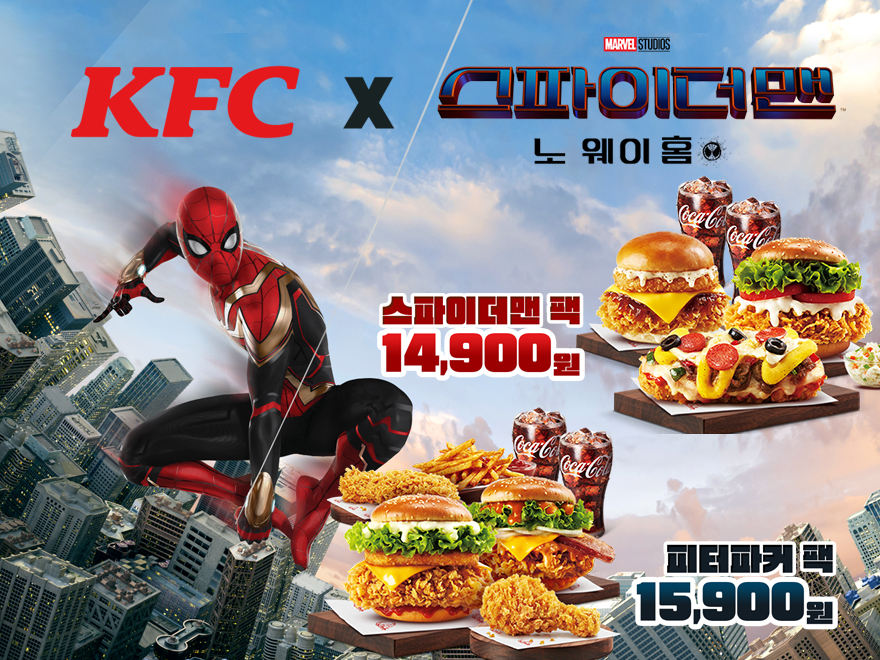 KFC X
MARVEL STUDIOS
스파이더맨
TM
노 웨이 홈
Coca-Cola
Coca-Cola
스파이더맨 팩
14,900원
Coca-Cola
Coca-Cola
피터파커 팩
15,900원